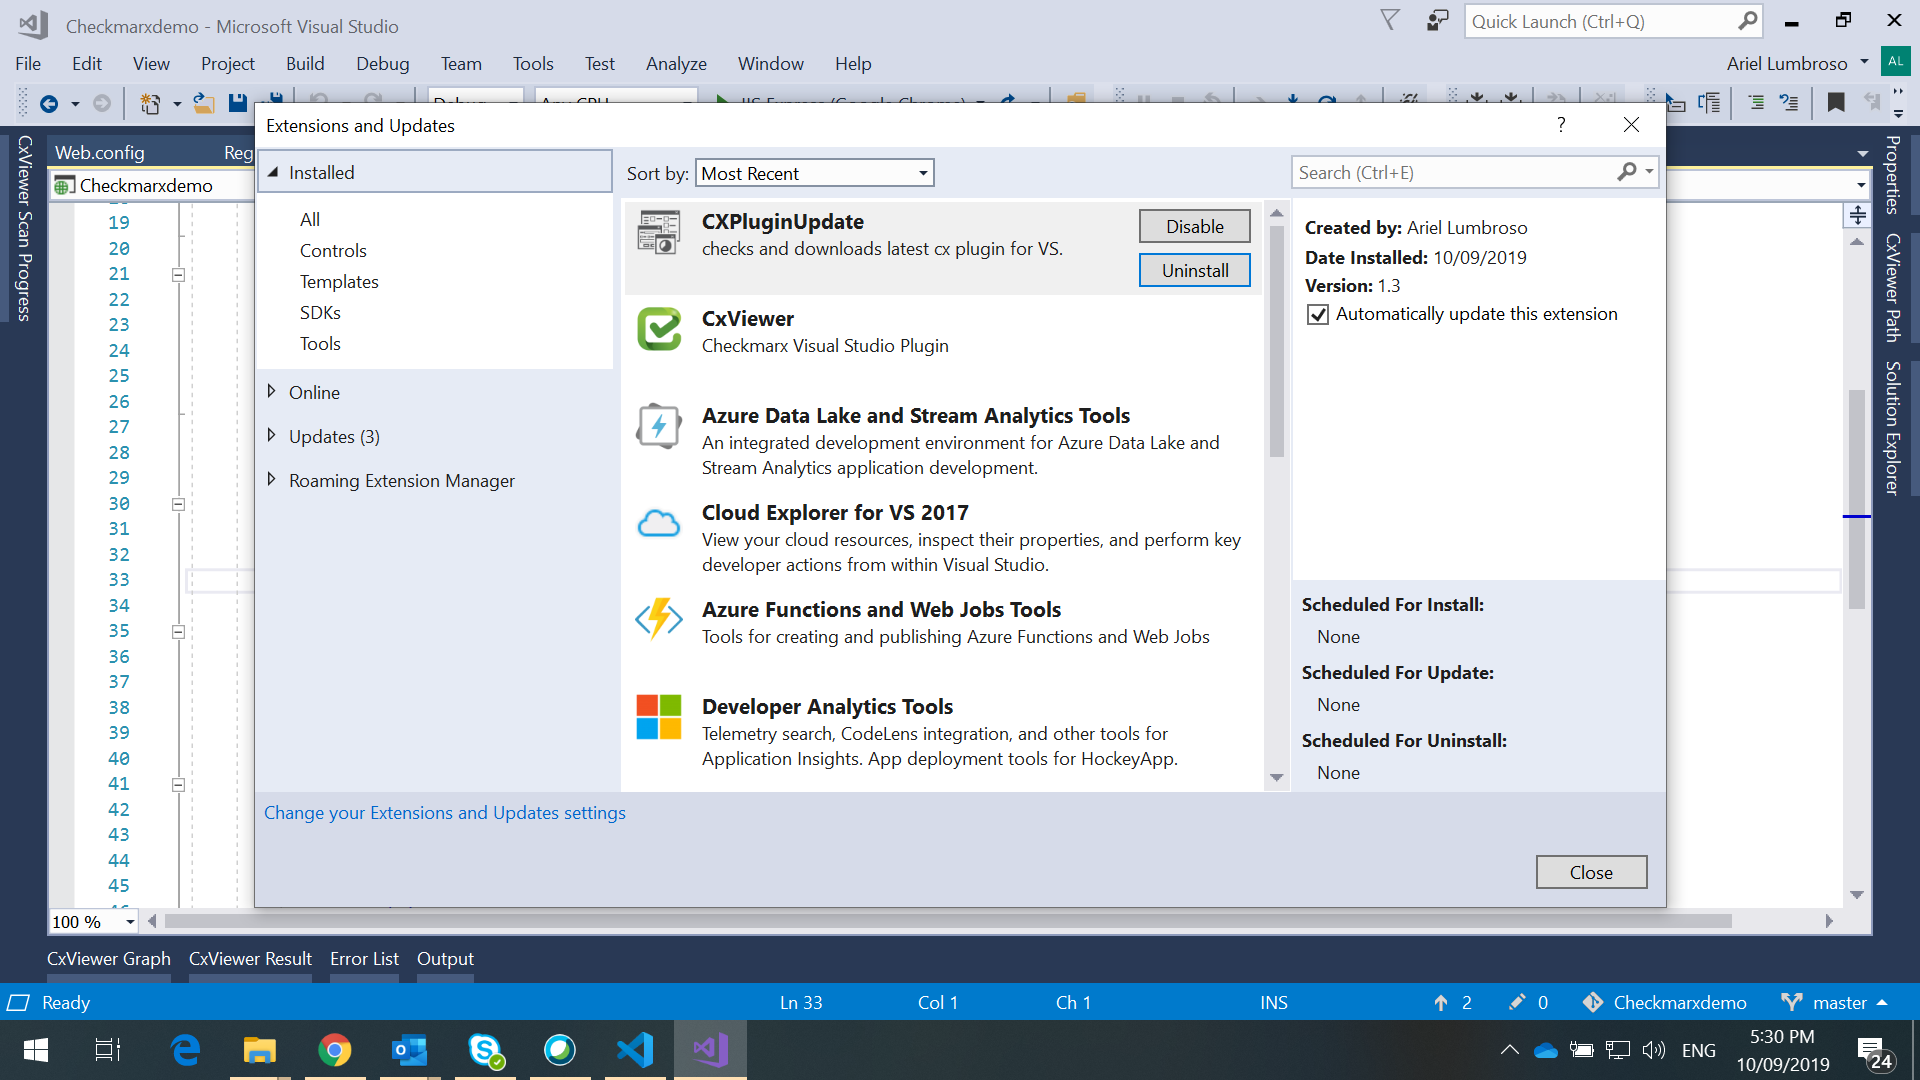 Checkmarxdemo - Microsoft Visual Studio
Quick Launch (Ctrl+Q)
File Edit View Project Build Debug Team Tools Test Analyze Window Help
Ariel Lumbroso AL
Debug Any CPU IIS Express (Google Chrome)
Extensions and Updates ?
CxViewer Scan Progress
Web.config Reg
Checkmarxdemo
Installed
All
Controls
Templates
SDKs
Tools
Online
Updates (3)
Roaming Extension Manager
Sort by: Most Recent
Search (Ctrl+E)
CXPluginUpdate
checks and downloads latest cx plugin for VS.
Disable
Uninstall
CxViewer
Checkmarx Visual Studio Plugin
Azure Data Lake and Stream Analytics Tools
An integrated development environment for Azure Data Lake and
Stream Analytics application development.
Cloud Explorer for VS 2017
View your cloud resources, inspect their properties, and perform key
developer actions from within Visual Studio.
Azure Functions and Web Jobs Tools
Tools for creating and publishing Azure Functions and Web Jobs
Developer Analytics Tools
Telemetry search, CodeLens integration, and other tools for
Application Insights. App deployment tools for HockeyApp.
Created by: Ariel Lumbroso
Date Installed: 10/09/2019
Version: 1.3
Automatically update this extension
Scheduled For Install:
None
Scheduled For Update:
None
Scheduled For Uninstall:
None
Change your Extensions and Updates settings
Close
Properties
CxViewer Path
Solution Explorer
19
20
21
22
23
24
25
26
27
28
29
30
31
32
33
34
35
36
37
38
39
40
41
42
43
44
45
100 %
CxViewer Graph CxViewer Result Error List Output
Ready Ln 33 Col 1 Ch 1 INS 2 0 Checkmarxdemo master
ENG
5:30 PM
10/09/2019
24